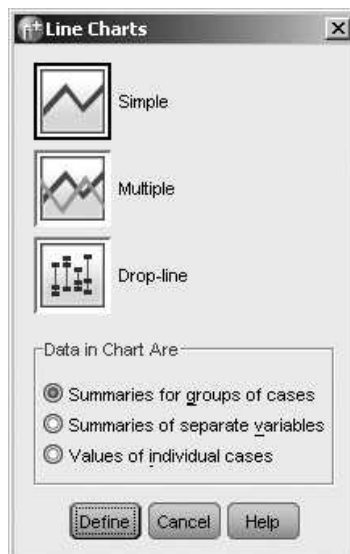 Line Charts
Simple
Multiple
Drop-line
Data in Chart Are
Summaries for groups of cases
Summaries of separate variables
Values of individual cases
Define Cancel Help